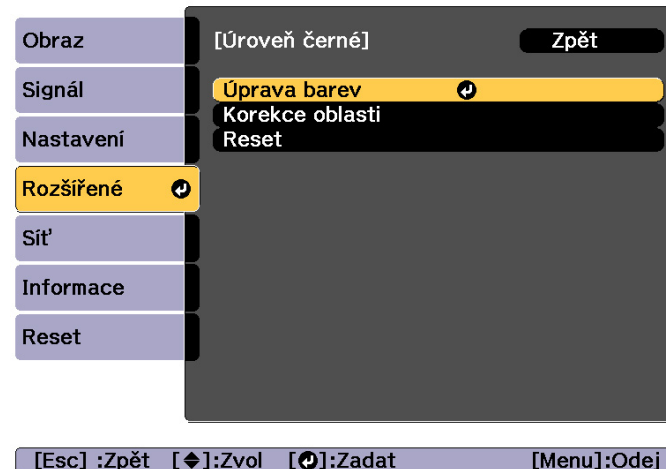 Obraz
Signál
Nastavení
Rozšířené
Síť
Informace
Reset
[Úroveň černé] Zpět
Úprava barev
Korekce oblasti
Reset
[Esc] :Zpět [◆]:Zvol [↵]:Zadat [Menu]:Odej